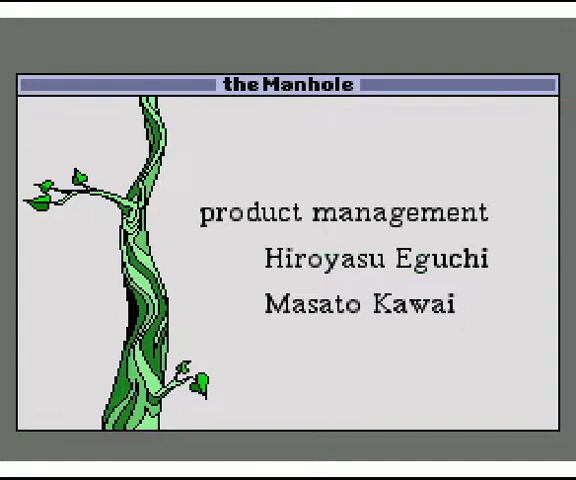 the Manhole
product management
Hiroyasu Eguchi
Masato Kawai